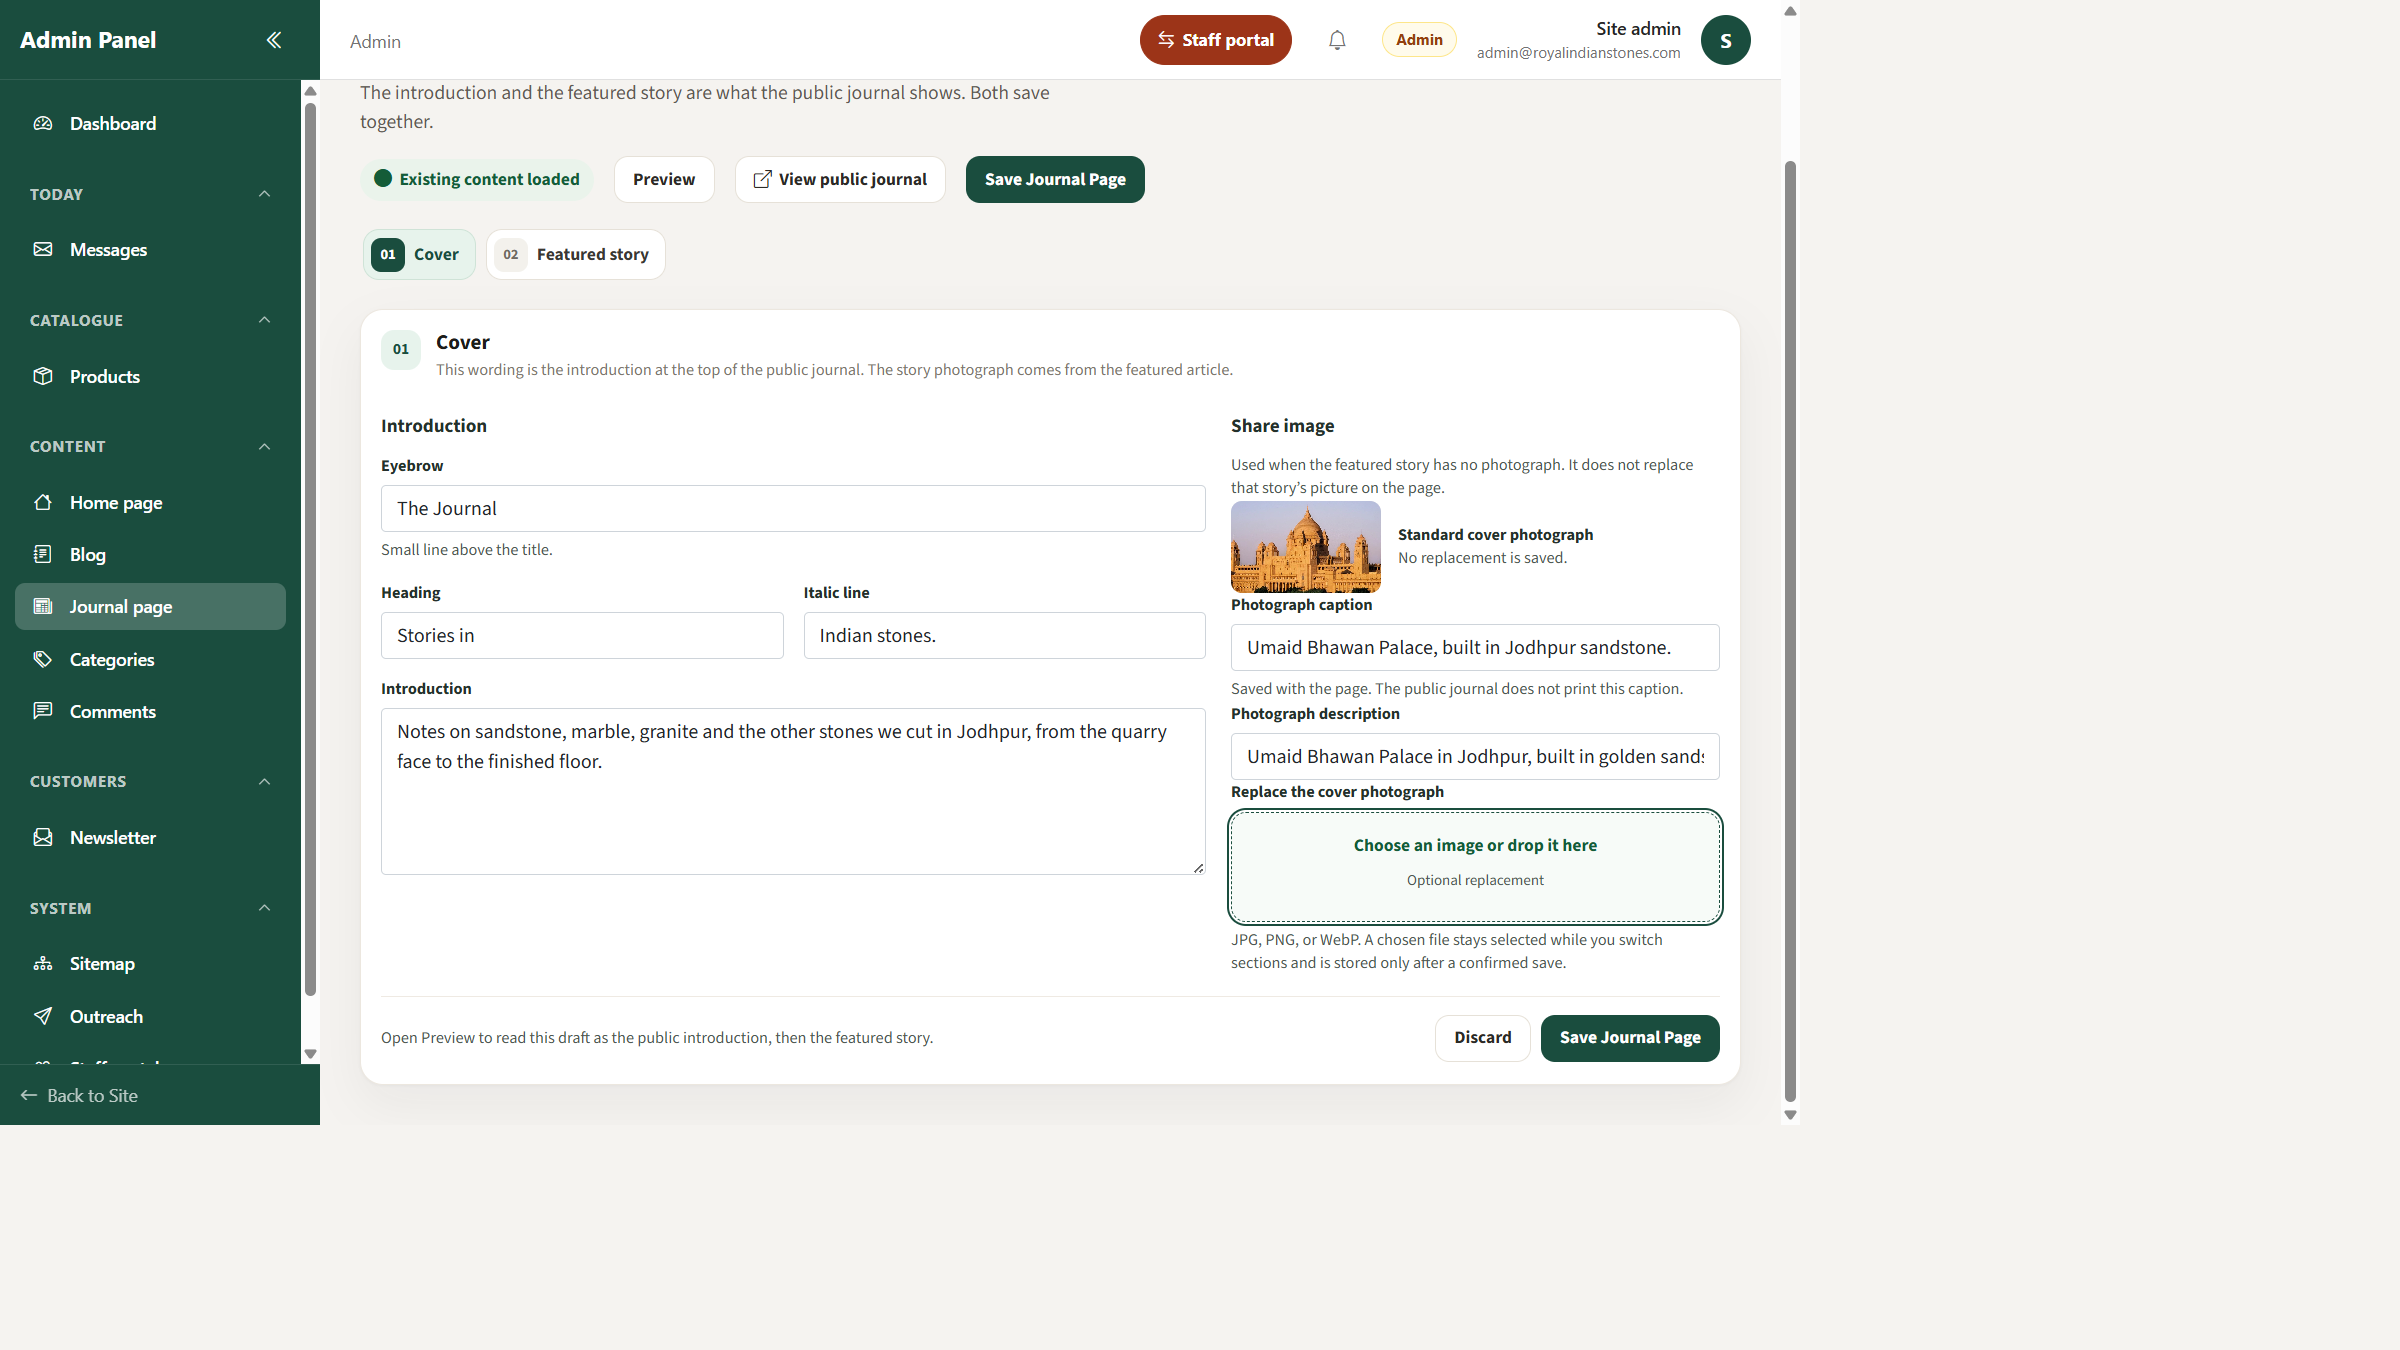 Admin Panel
Dashboard
TODAY
Messages
CATALOGUE
Products
CONTENT
Home page
Blog
Journal page
Categories
Comments
CUSTOMERS
Newsletter
SYSTEM
Sitemap
Outreach
Back to Site
Admin
Staff portal
Admin
Site admin
admin@royalindianstones.com
S
The introduction and the featured story are what the public journal shows. Both save
together.
Existing content loaded
Preview
View public journal
Save Journal Page
01 Cover
02 Featured story
01
Cover
This wording is the introduction at the top of the public journal. The story photograph comes from the featured article.
Introduction
Eyebrow
The Journal
Small line above the title.
Heading
Stories in
Italic line
Indian stones.
Introduction
Notes on sandstone, marble, granite and the other stones we cut in Jodhpur, from the quarry
face to the finished floor.
Share image
Used when the featured story has no photograph. It does not replace
that story’s picture on the page.
Standard cover photograph
No replacement is saved.
Photograph caption
Umaid Bhawan Palace, built in Jodhpur sandstone.
Saved with the page. The public journal does not print this caption.
Photograph description
Umaid Bhawan Palace in Jodhpur, built in golden
Replace the cover photograph
Choose an image or drop it here
Optional replacement
JPG, PNG, or WebP. A chosen file stays selected while you switch
sections and is stored only after a confirmed save.
Open Preview to read this draft as the public introduction, then the featured story.
Discard
Save Journal Page